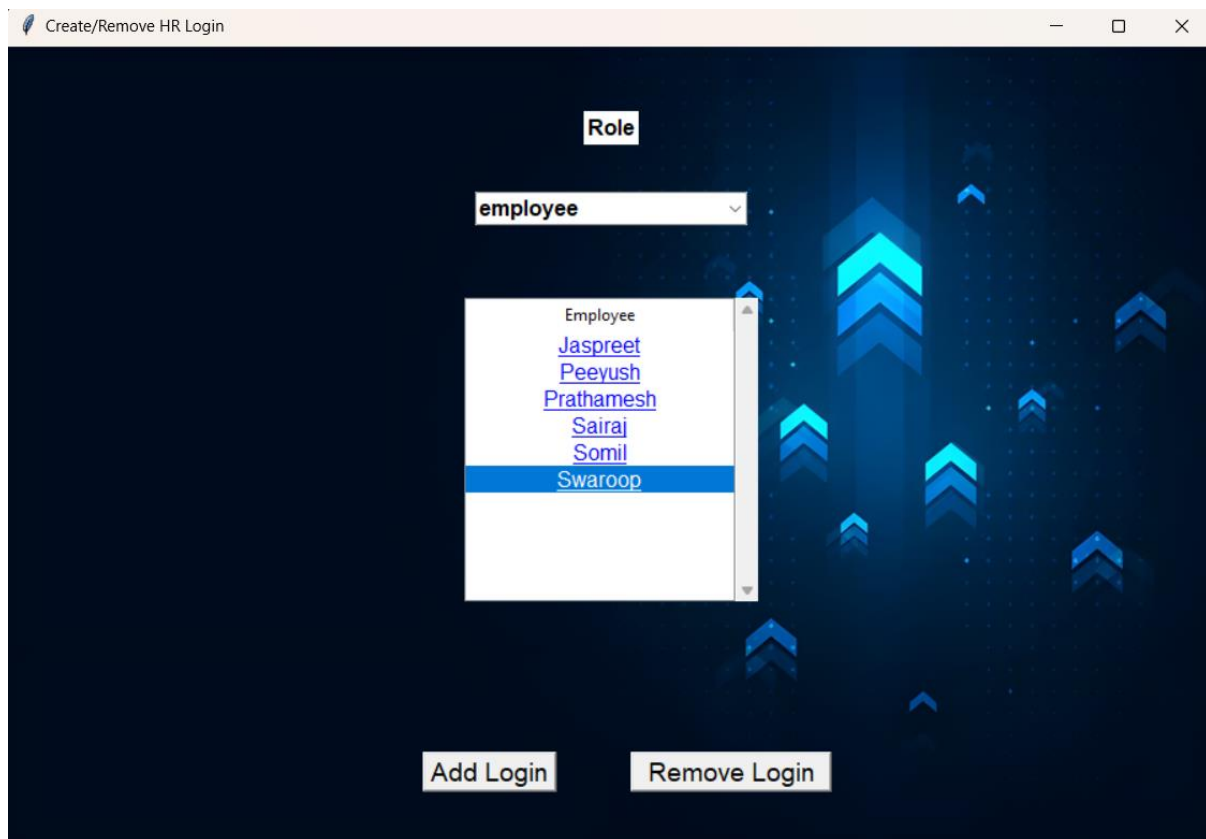 Create/Remove HR Login
Role
employee
Employee
Jaspreet
Peeyush
Prathamesh
Sairaj
Somil
Swaroop
Add Login
Remove Login